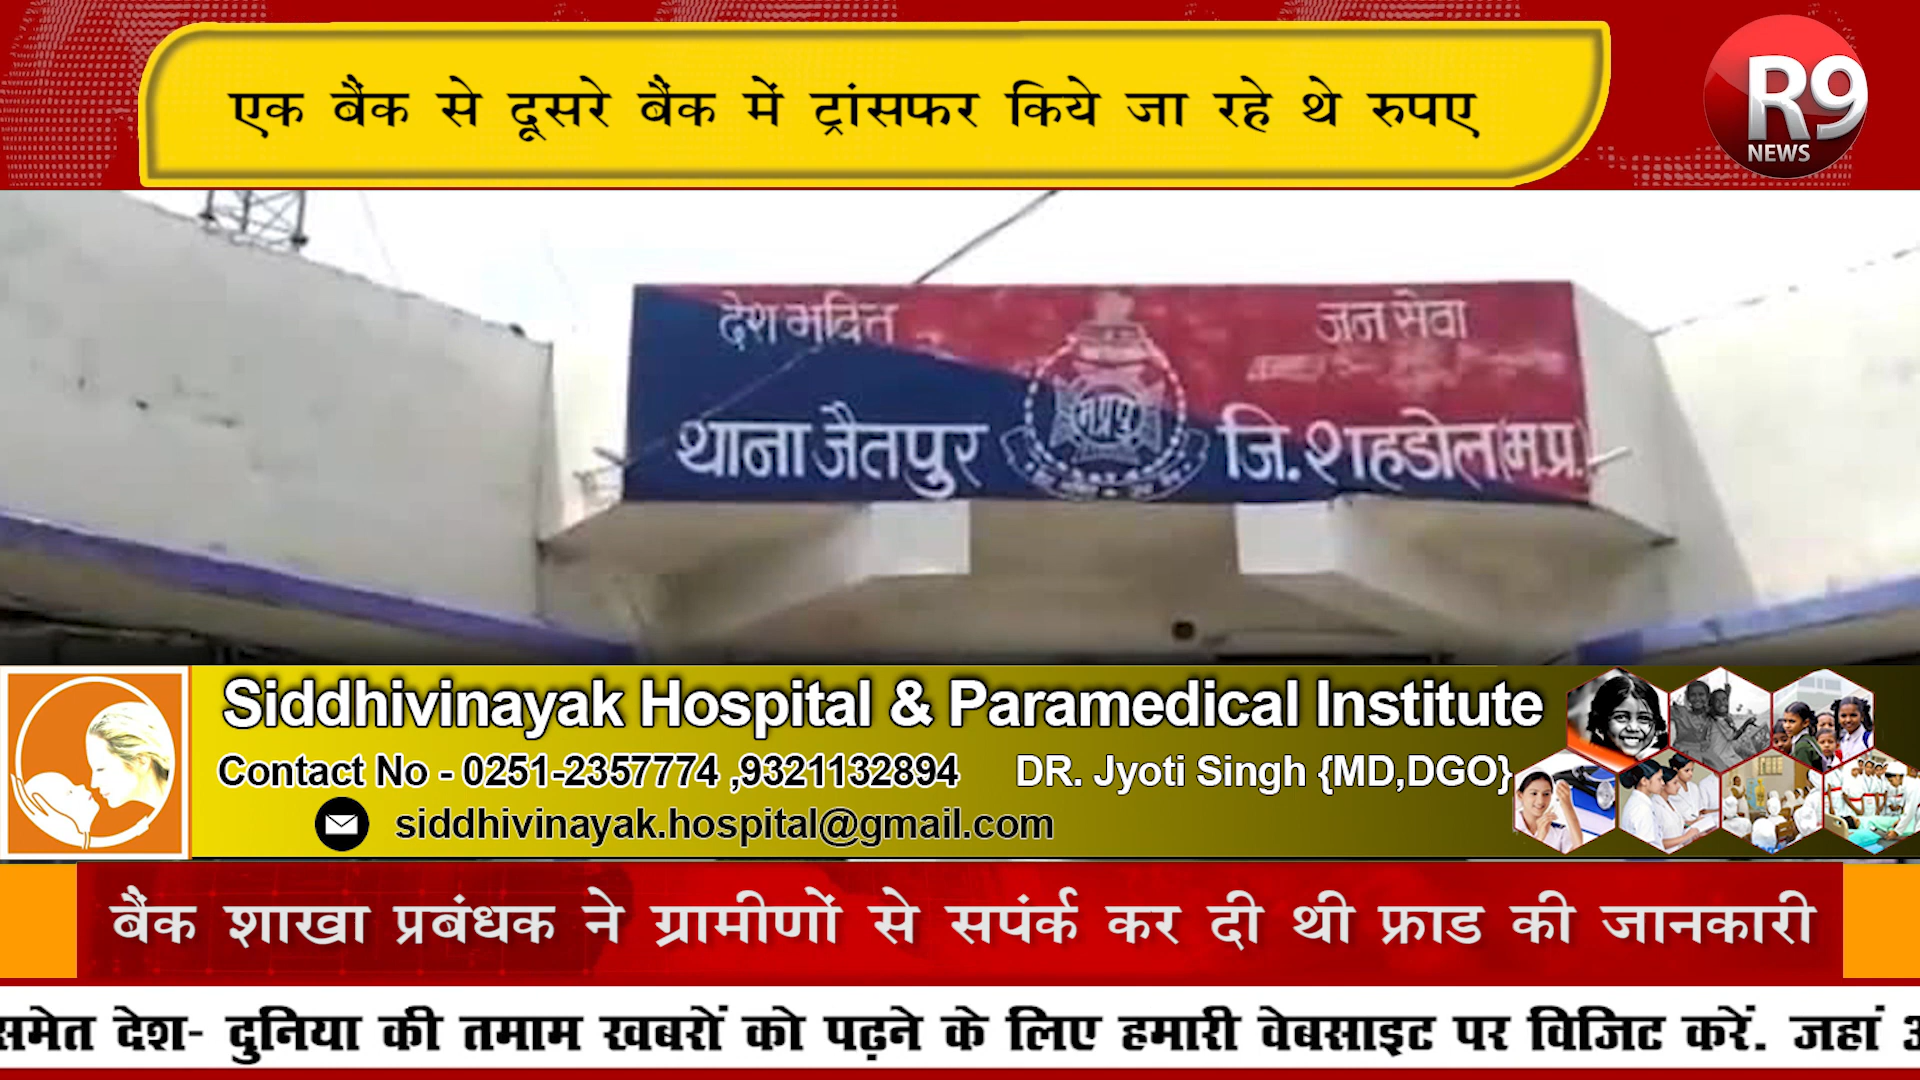 एक बैंक से दूसरे बैंक में ट्रांसफर किये जा रहे थे रुपए
R9
NEWS
देश भक्ति
जन सेवा
म.प्र.पु.
थाना जैतपुर
जि. शहडोल (म.प्र.)
Siddhivinayak Hospital & Paramedical Institute
Contact No - 0251-2357774 ,9321132894
DR. Jyoti Singh {MD,DGO}
siddhivinayak.hospital@gmail.com
बैंक शाखा प्रबंधक ने ग्रामीणों से सपंर्क कर दी थी फ्राड की जानकारी
समेत देश- दुनिया की तमाम खबरों को पढ़ने के लिए हमारी वेबसाइट पर विजिट करें. जहां